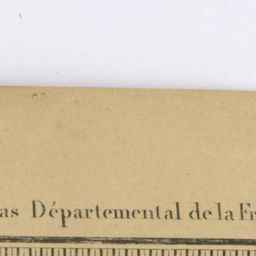 as Départemental de la Fr